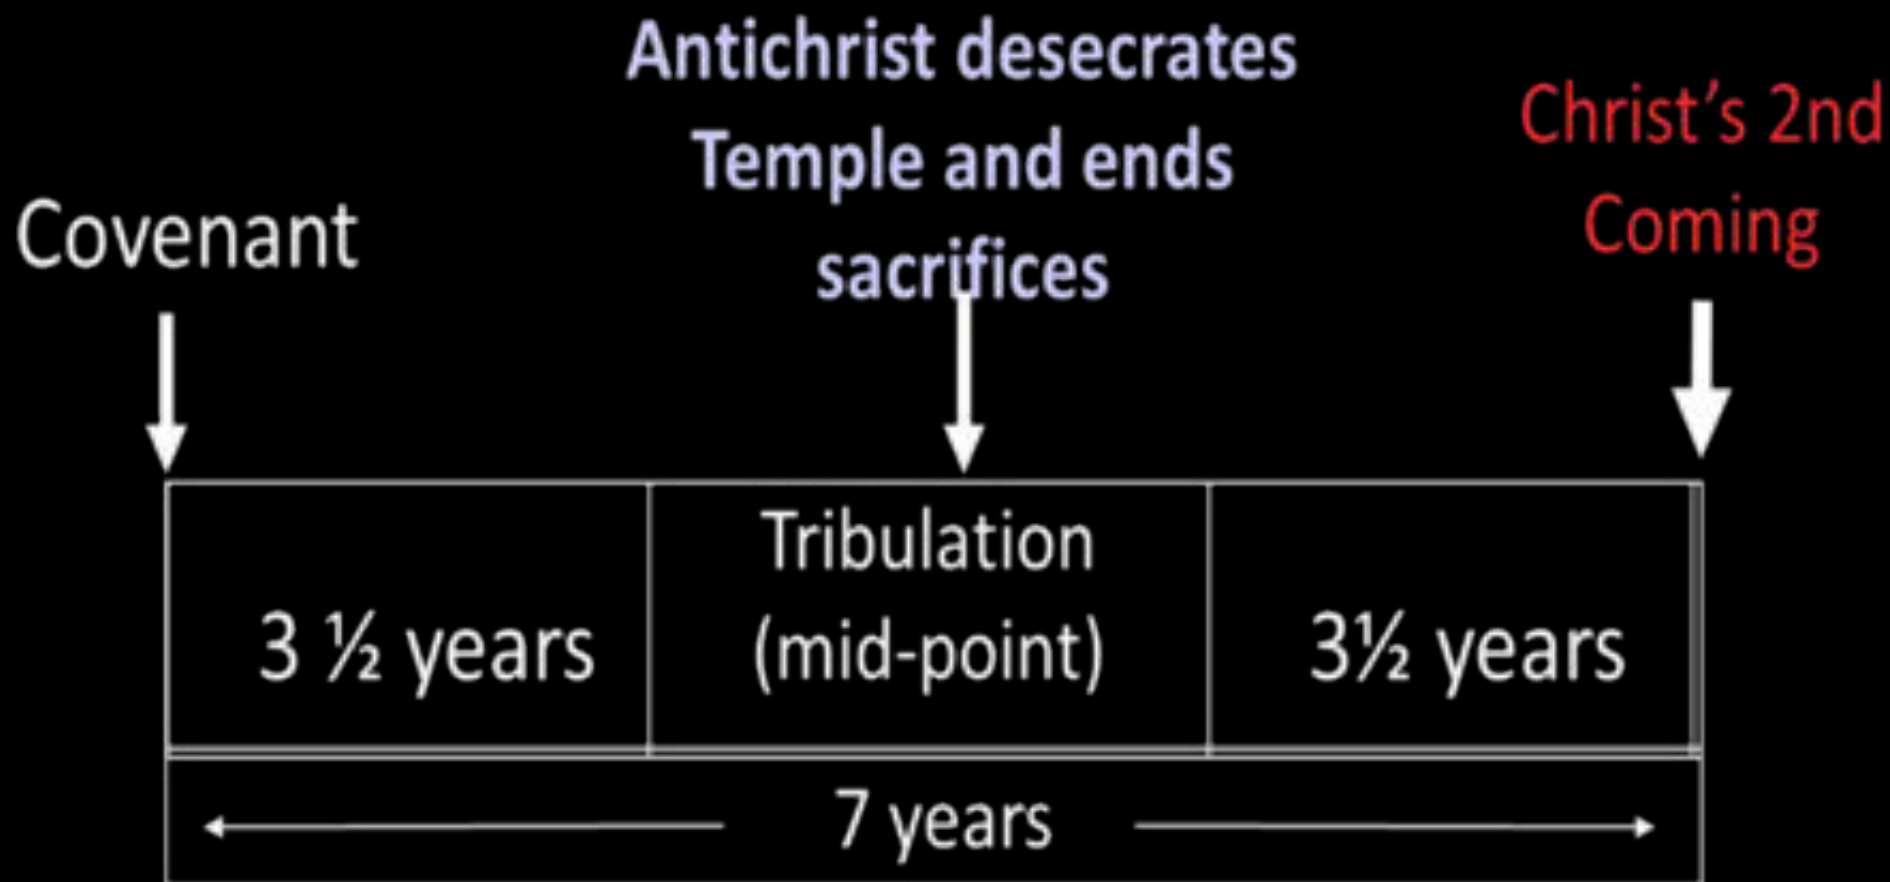 Antichrist desecrates
Temple and ends
sacrifices
Christ's 2nd
Coming
Covenant
3 ½ years
Tribulation
(mid-point)
3½ years
7 years